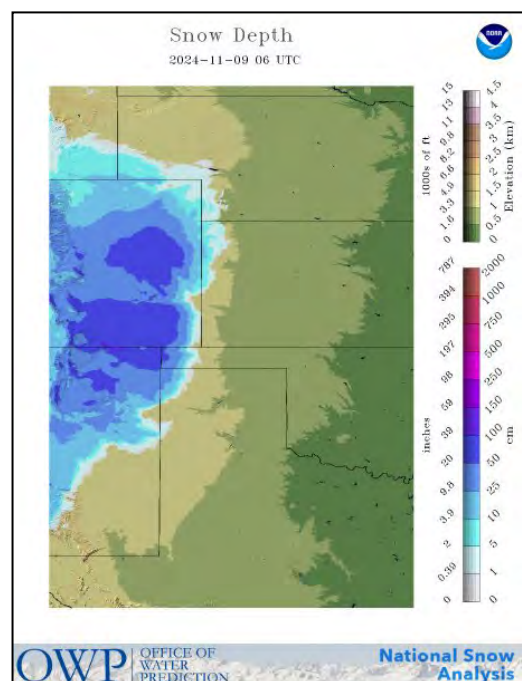 Snow Depth
2024-11-09 06 UTC
NOAA
15 4.5
13 4
11 3.5
9.8 3
8.2 2.5
6.6 2
4.9 1.5
3.3 1
1.6 0.5
0 0
1000s of ft
Elevation (km)
787 2000
394 1000
295 750
197 500
98 250
59 150
39 100
20 50
9.8 25
3.9 10
2 5
0.39 1
0 0
inches
cm
OWP
OFFICE OF
WATER
PREDICTION
National Snow
Analysis